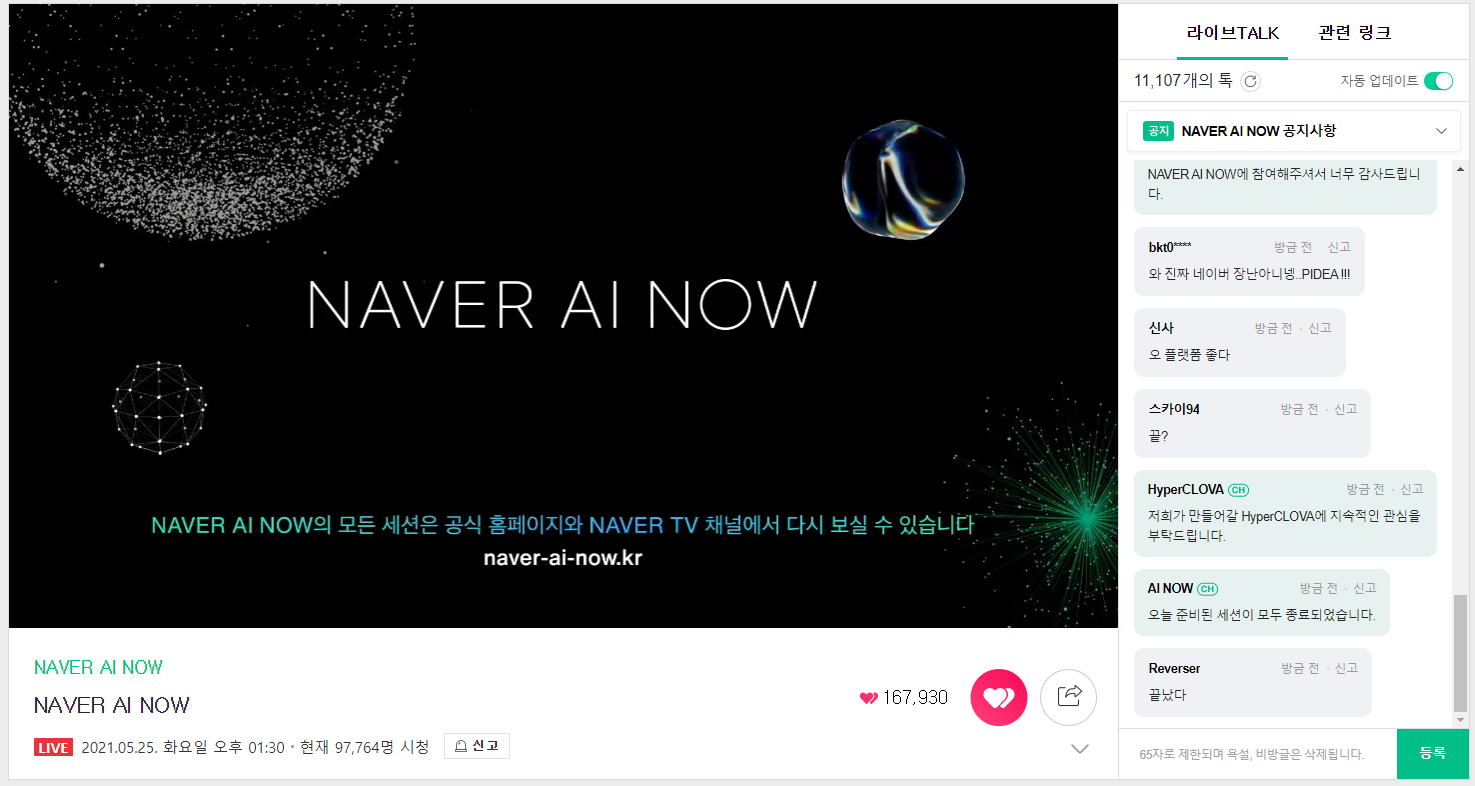 NAVER AI NOW
NAVER AI NOW의 모든 세션은 공식 홈페이지와 NAVER TV 채널에서 다시 보실 수 있습니다
naver-ai-now.kr
NAVER AI NOW
NAVER AI NOW
167,930
LIVE 2021.05.25. 화요일 오후 01:30 · 현재 97,764명 시청 신고
라이브TALK 관련 링크
11,107개의 톡 자동 업데이트
공지 NAVER AI NOW 공지사항
NAVER AI NOW에 참여해주셔서 너무 감사드립니
다.
bkt0**** 방금 전 · 신고
와 진짜 네이버 장난아니넹..PIDEA !!!
신사 방금 전 · 신고
오 플랫폼 좋다
스카이94 방금 전 · 신고
끝?
HyperCLOVA CH 방금 전 · 신고
저희가 만들어갈 HyperCLOVA에 지속적인 관심을
부탁드립니다.
AI NOW CH 방금 전 · 신고
오늘 준비된 세션이 모두 종료되었습니다.
Reverser 방금 전 · 신고
끝났다
65자로 제한되며 욕설, 비방글은 삭제됩니다. 등록